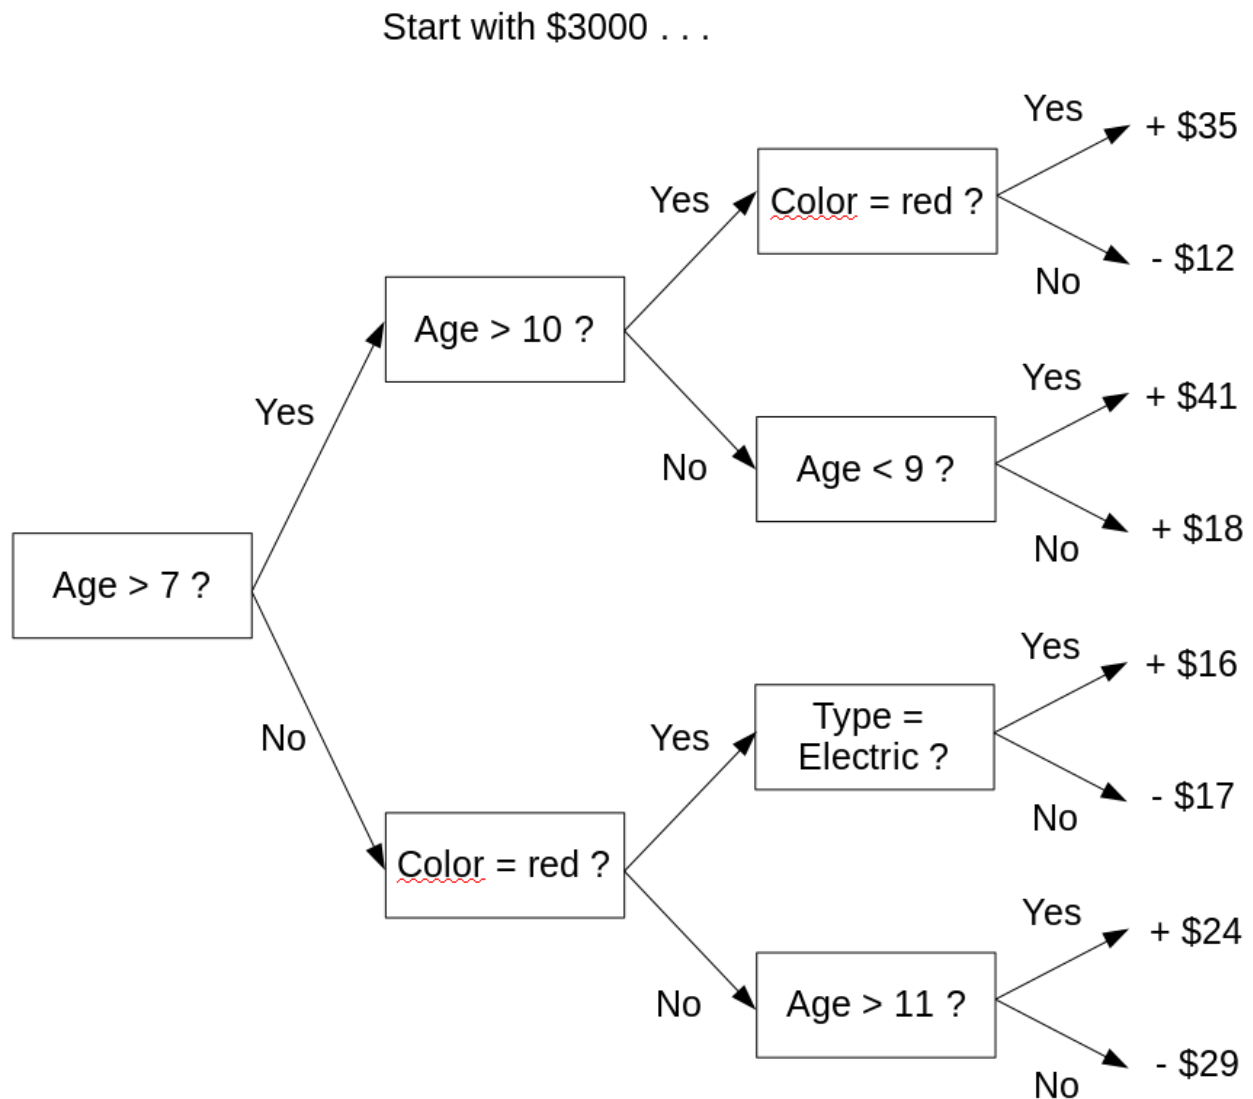 Start with $3000 . . .
Yes
+ $35
Color = red ?
Yes
- $12
No
Age > 10 ?
Yes
Yes
+ $41
No
Age < 9 ?
+ $18
No
Age > 7 ?
Yes
+ $16
No
Yes
Type =
Electric ?
- $17
No
Color = red ?
Yes
+ $24
No
Age > 11 ?
- $29
No